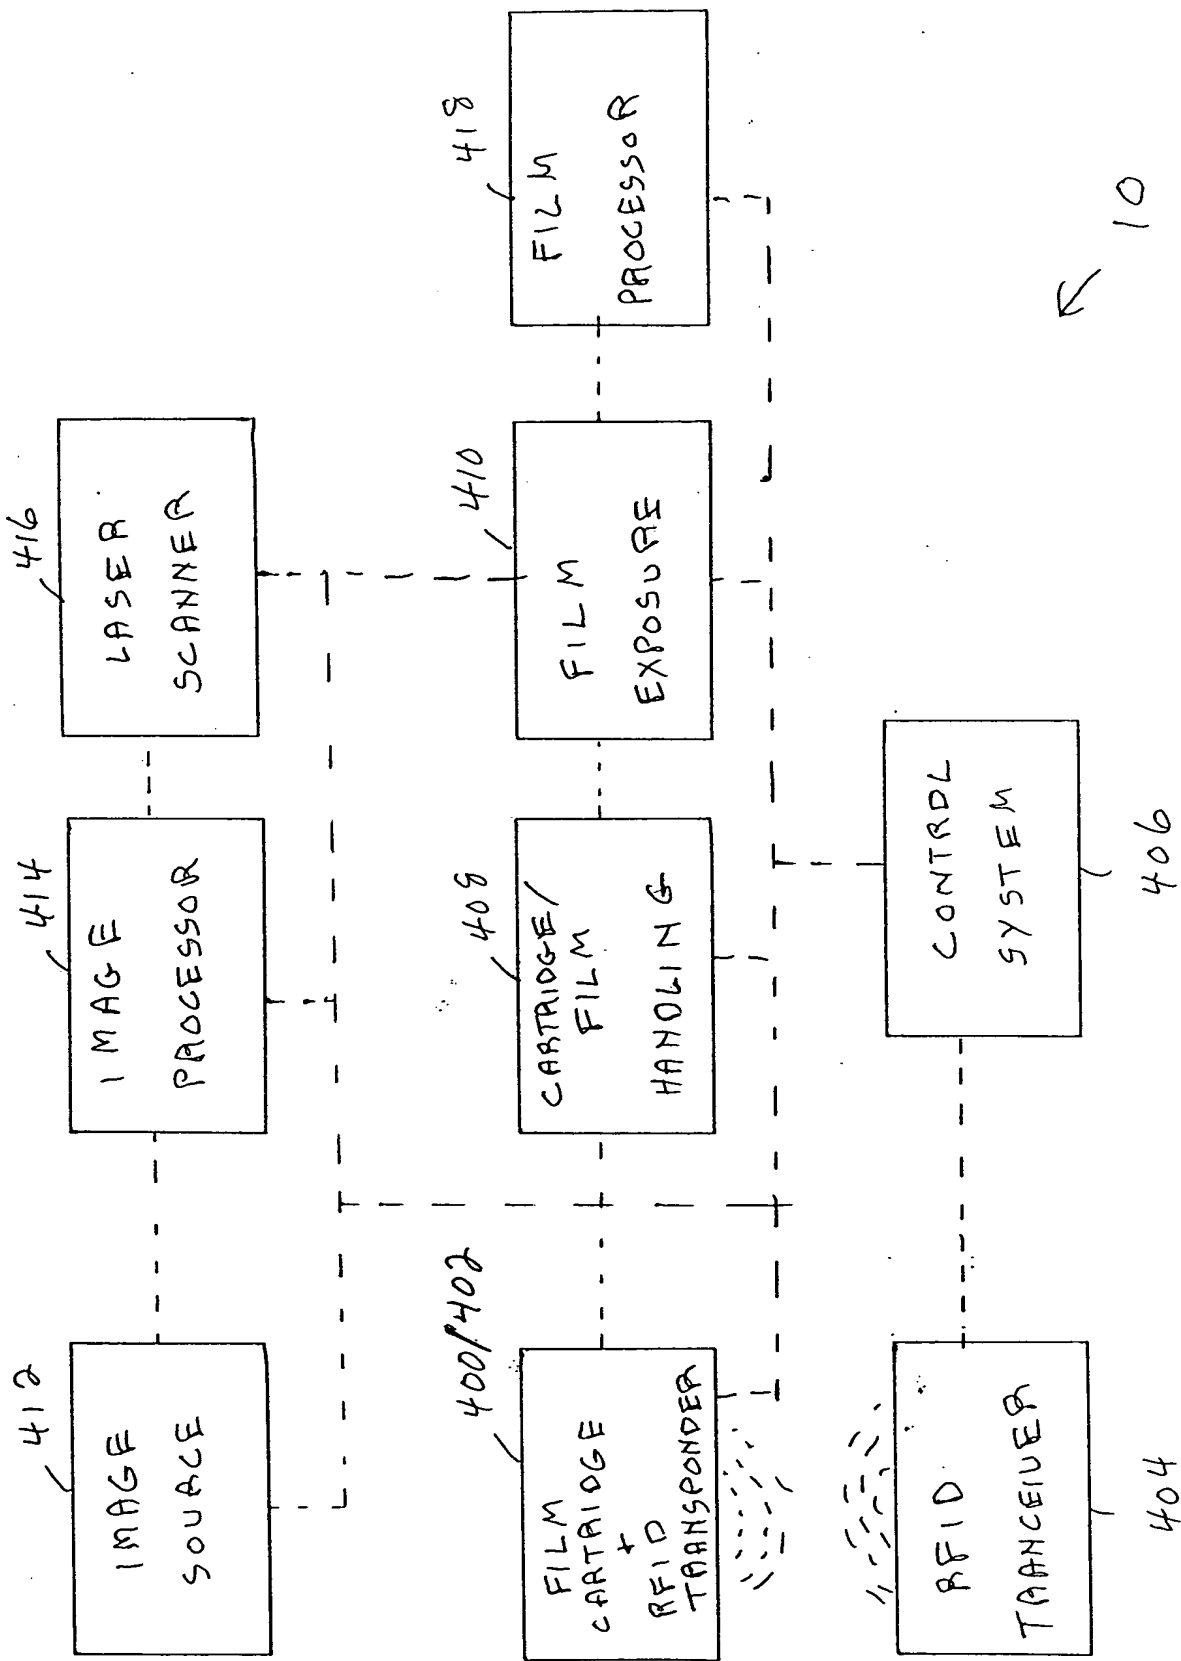 412
IMAGE
SOURCE
414
IMAGE
PROCESSOR
416
LASER
SCANNER
400/402
FILM
CARTRIDGE
+
RFID
TRANSPONDER
408
CARTRIDGE/
FILM
HANDLING
410
FILM
EXPOSURE
418
FILM
PROCESSOR
RFID
TRANCEIVER
404
CONTROL
SYSTEM
406
10